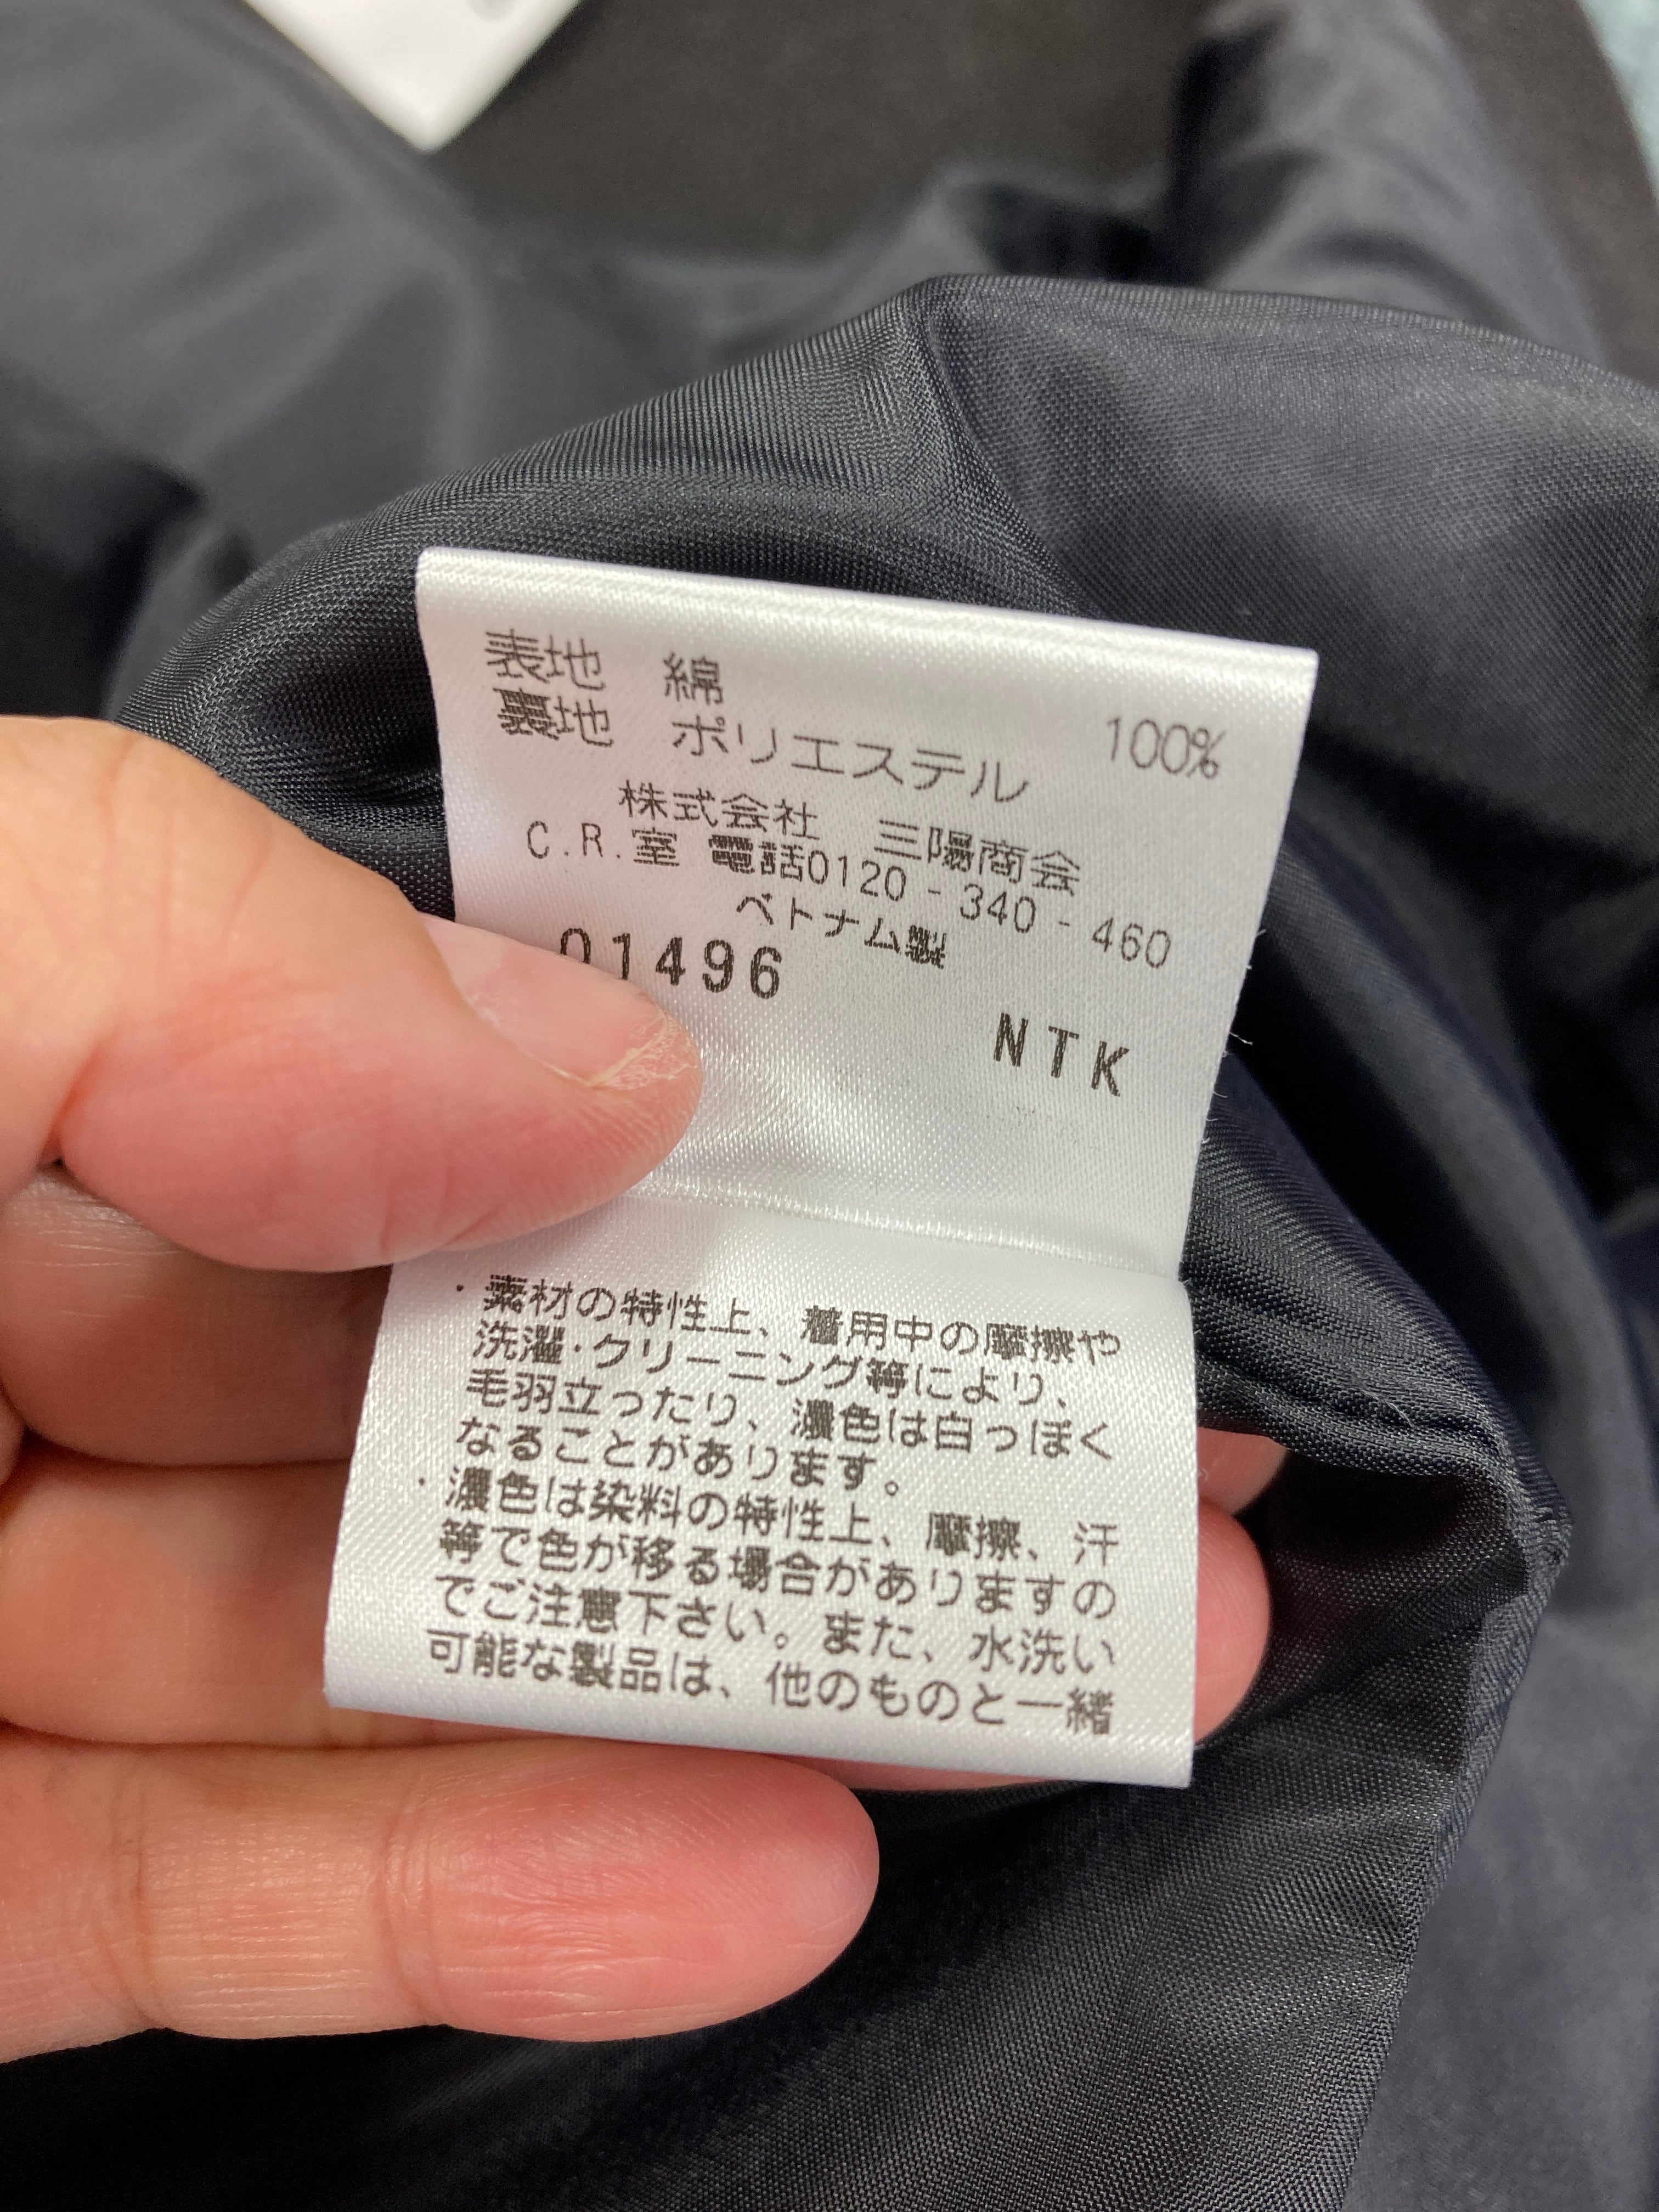 表地 綿 100%
裏地 ポリエステル
株式会社 三陽商会
C.R.室 電話0120-340-460
ベトナム製
01496
NTK
・素材の特性上、着用中の摩擦や
洗濯・クリーニング等により、
毛羽立ったり、濃色は白っぽく
なることがあります。
・濃色は染料の特性上、摩擦、汗
等で色が移る場合がありますの
でご注意下さい。また、水洗い
可能な製品は、他のものと一緒